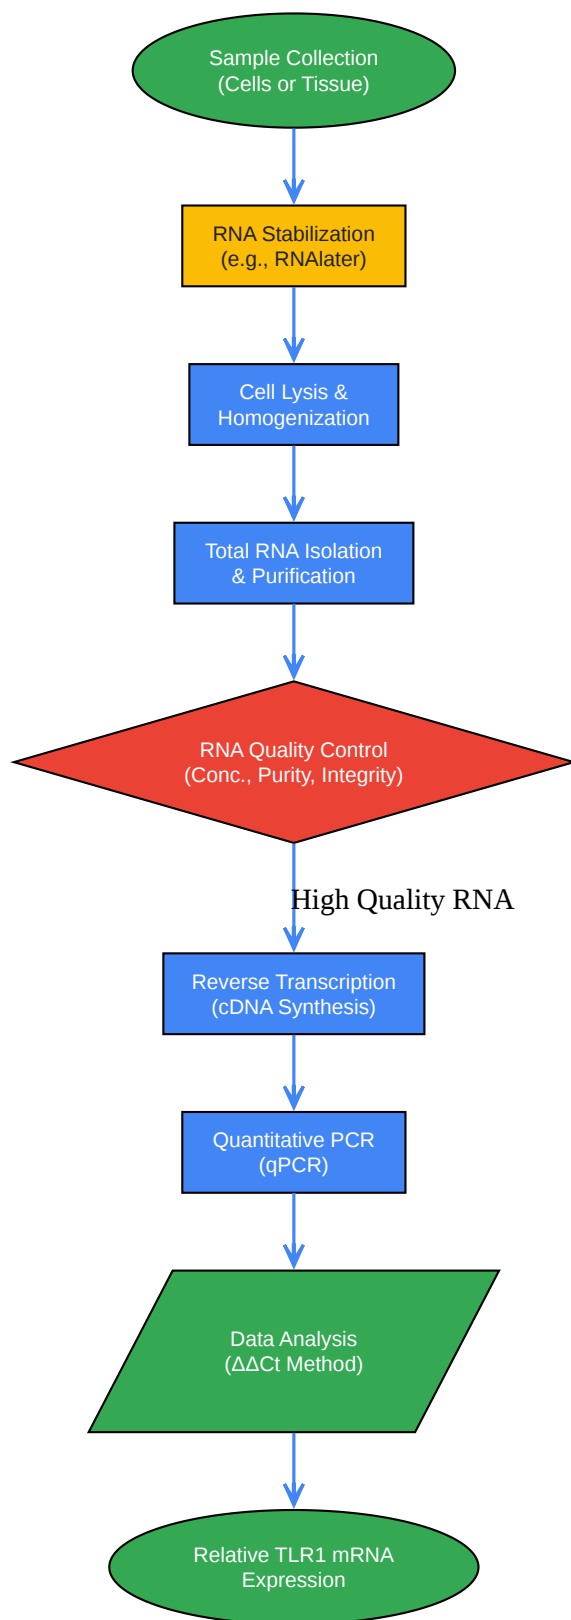 Sample Collection
(Cells or Tissue)
RNA Stabilization
(e.g., RNAlater)
Cell Lysis &
Homogenization
Total RNA Isolation
& Purification
RNA Quality Control
(Conc., Purity, Integrity)
High Quality RNA
Reverse Transcription
(cDNA Synthesis)
Quantitative PCR
(qPCR)
Data Analysis
(ΔΔCt Method)
Relative TLR1 mRNA
Expression